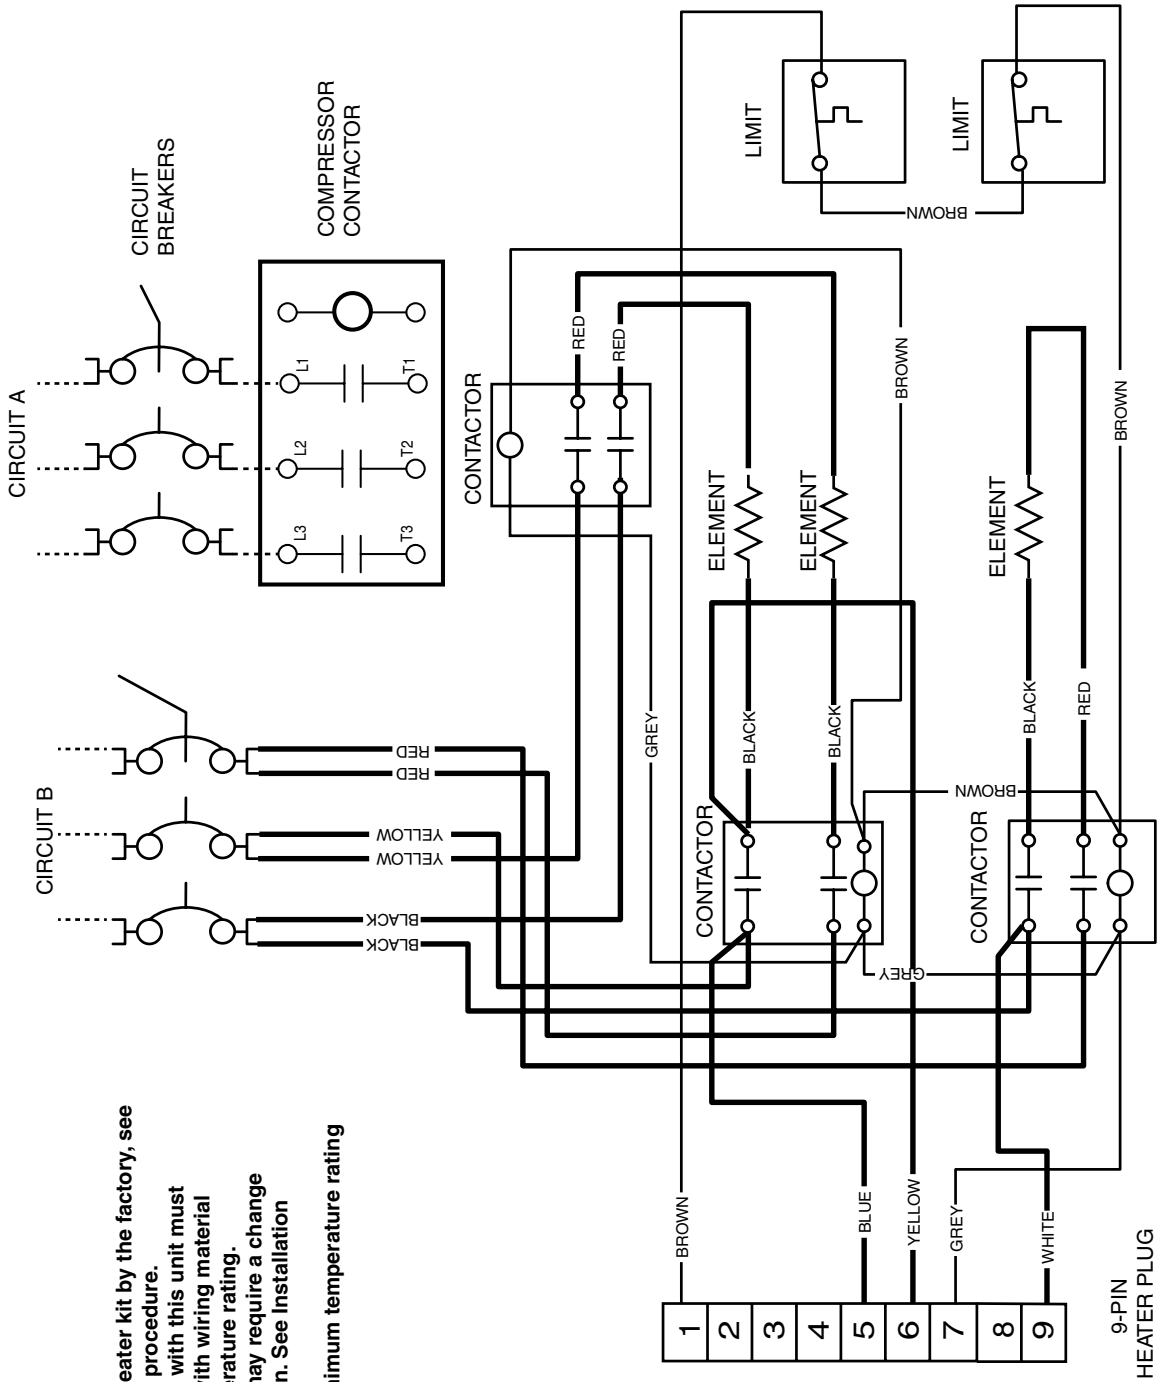 CIRCUIT A
CIRCUIT
BREAKERS
COMPRESSOR
CONTACTOR
L3
L2
L1
T3
T2
T1
CIRCUIT B
RED
RED
YELLOW
YELLOW
BLACK
BLACK
CONTACTOR
RED
RED
GREY
BROWN
LIMIT
LIMIT
BROWN
BROWN
ELEMENT
ELEMENT
ELEMENT
BLACK
BLACK
BLACK
RED
CONTACTOR
CONTACTOR
BROWN
GREY
eater kit by the factory, see
procedure.
with this unit must
ith wiring material
erature rating.
may require a change
n. See Installation
nimum temperature rating
BROWN
BLUE
YELLOW
GREY
WHITE
1
2
3
4
5
6
7
8
9
9-PIN
HEATER PLUG